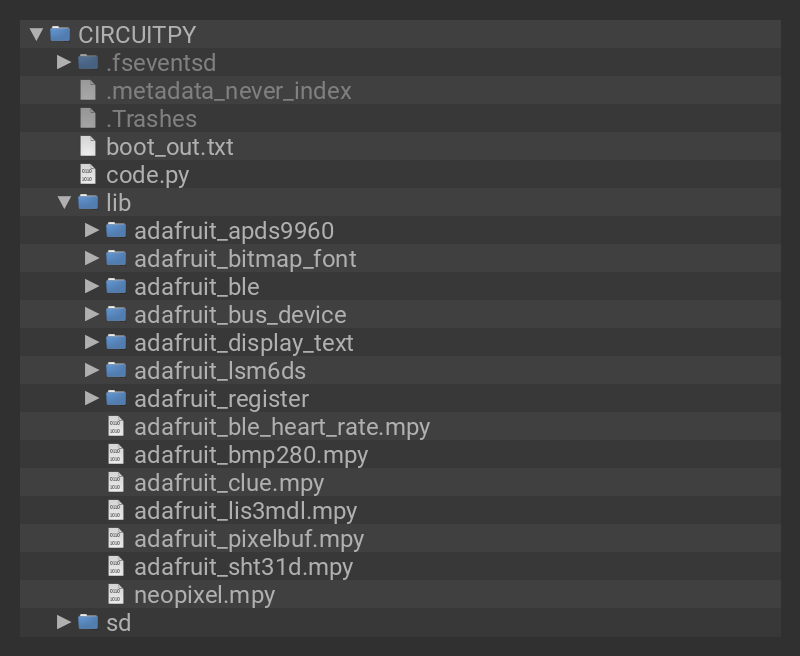 CIRCUITPY
.fseventsd
.metadata_never_index
.Trashes
boot_out.txt
code.py
lib
adafruit_apds9960
adafruit_bitmap_font
adafruit_ble
adafruit_bus_device
adafruit_display_text
adafruit_lsm6ds
adafruit_register
adafruit_ble_heart_rate.mpy
adafruit_bmp280.mpy
adafruit_clue.mpy
adafruit_lis3mdl.mpy
adafruit_pixelbuf.mpy
adafruit_sht31d.mpy
neopixel.mpy
sd